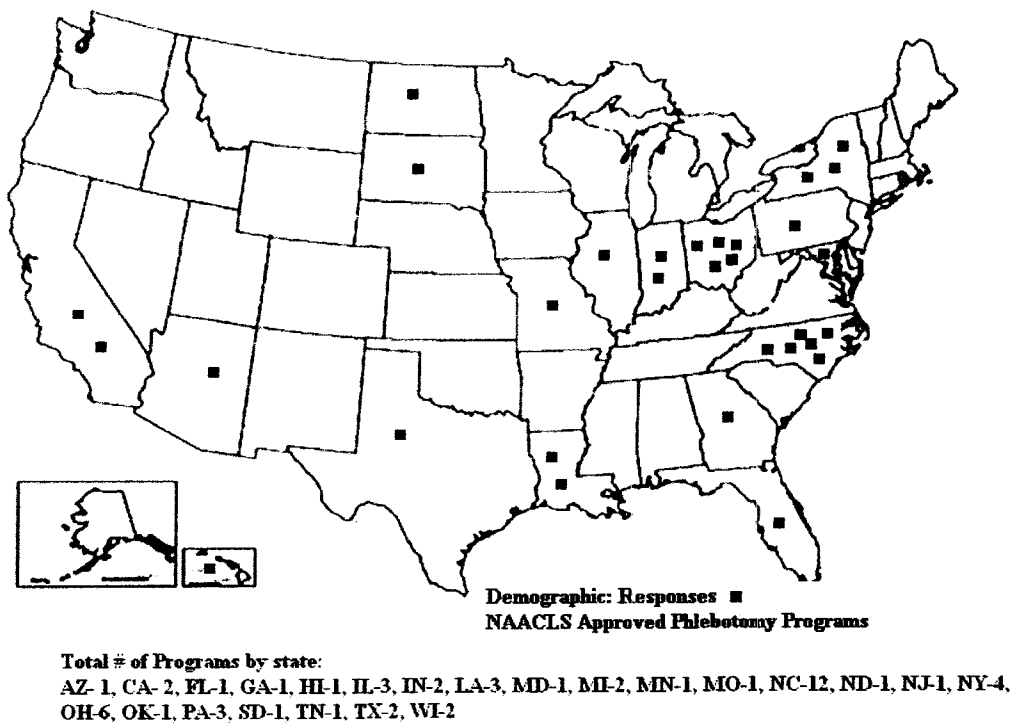 Demographic: Responses ■
NAACLS Approved Phlebotomy Programs
Total # of Programs by state:
AZ- 1, CA- 2, FL-1, GA-1, HI-1, IL-3, IN-2, LA-3, MD-1, MI-2, MN-1, MO-1, NC-12, ND-1, NJ-1, NY-4,
OH-6, OK-1, PA-3, SD-1, TN-1, TX-2, WI-2